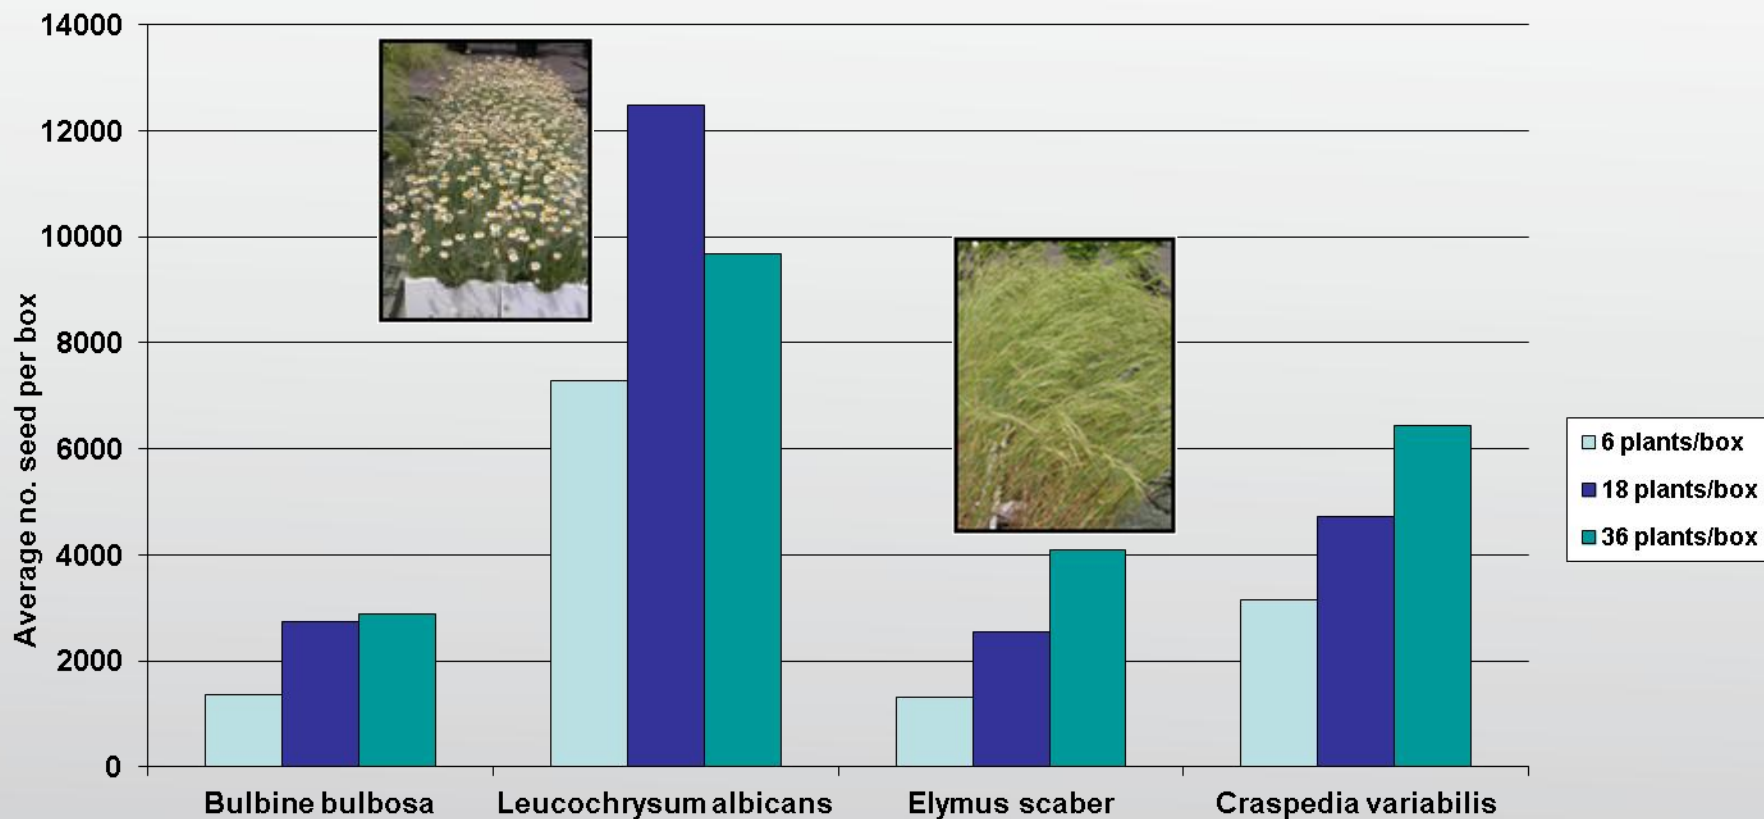 14000
12000
10000
8000
6000
4000
2000
0
Average no. seed per box
Bulbine bulbosa
Leucochrysum albicans
Elymus scaber
Craspedia variabilis
6 plants/box
18 plants/box
36 plants/box